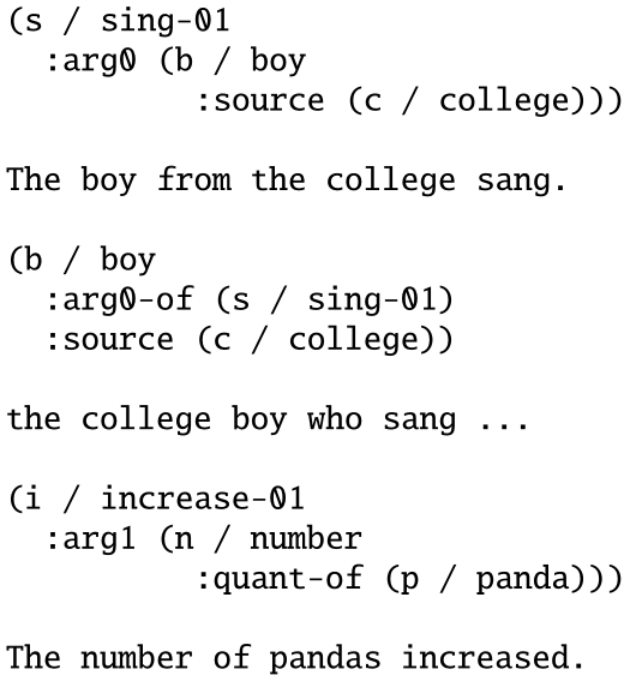 (s / sing-01
:arg0 (b / boy
:source (c / college)))
The boy from the college sang.
(b / boy
:arg0-of (s / sing-01)
:source (c / college))
the college boy who sang ...
(i / increase-01
:arg1 (n / number
:quant-of (p / panda)))
The number of pandas increased.